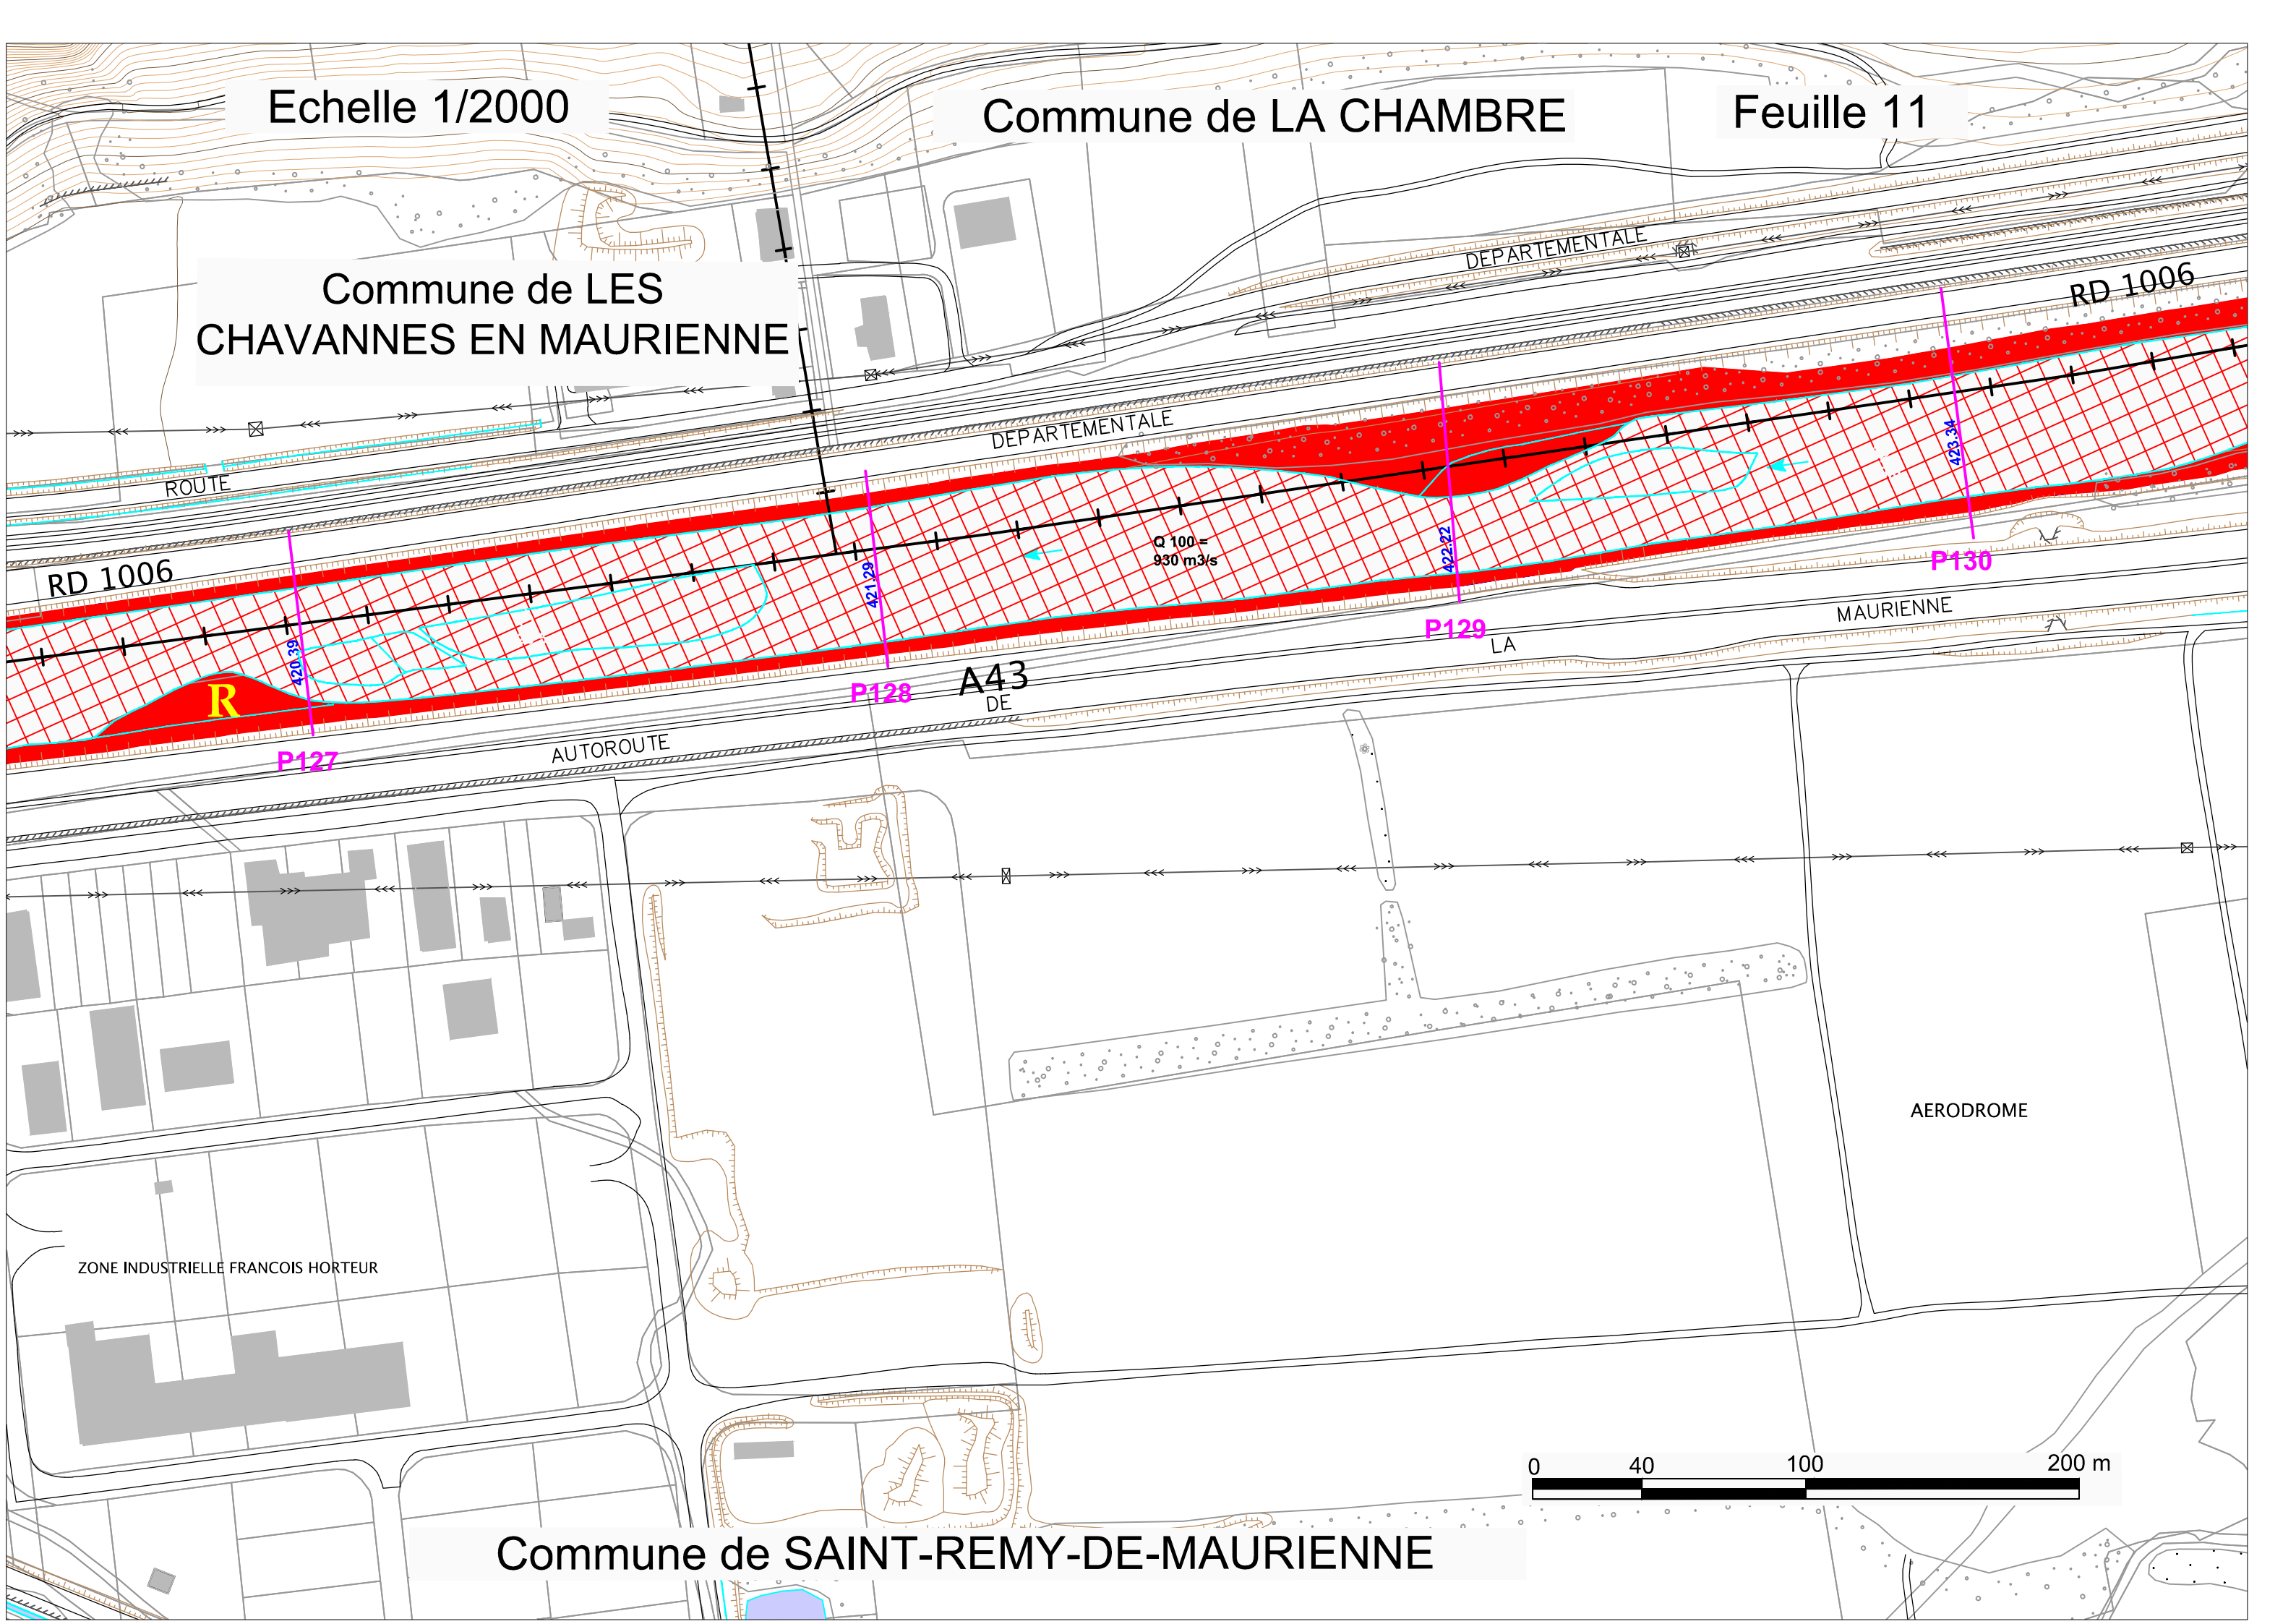 Echelle 1/2000
Commune de LA CHAMBRE
Feuille 11
Commune de LES
CHAVANNES EN MAURIENNE
DEPARTEMENTALE
RD 1006
DEPARTEMENTALE
ROUTE
RD 1006
423.34
422.22
421.29
420.39
Q 100 =
930 m3/s
R
P130
P129
P128
P127
MAURIENNE
LA
A43
DE
AUTOROUTE
AERODROME
ZONE INDUSTRIELLE FRANCOIS HORTEUR
0 40 100 200 m
Commune de SAINT-REMY-DE-MAURIENNE